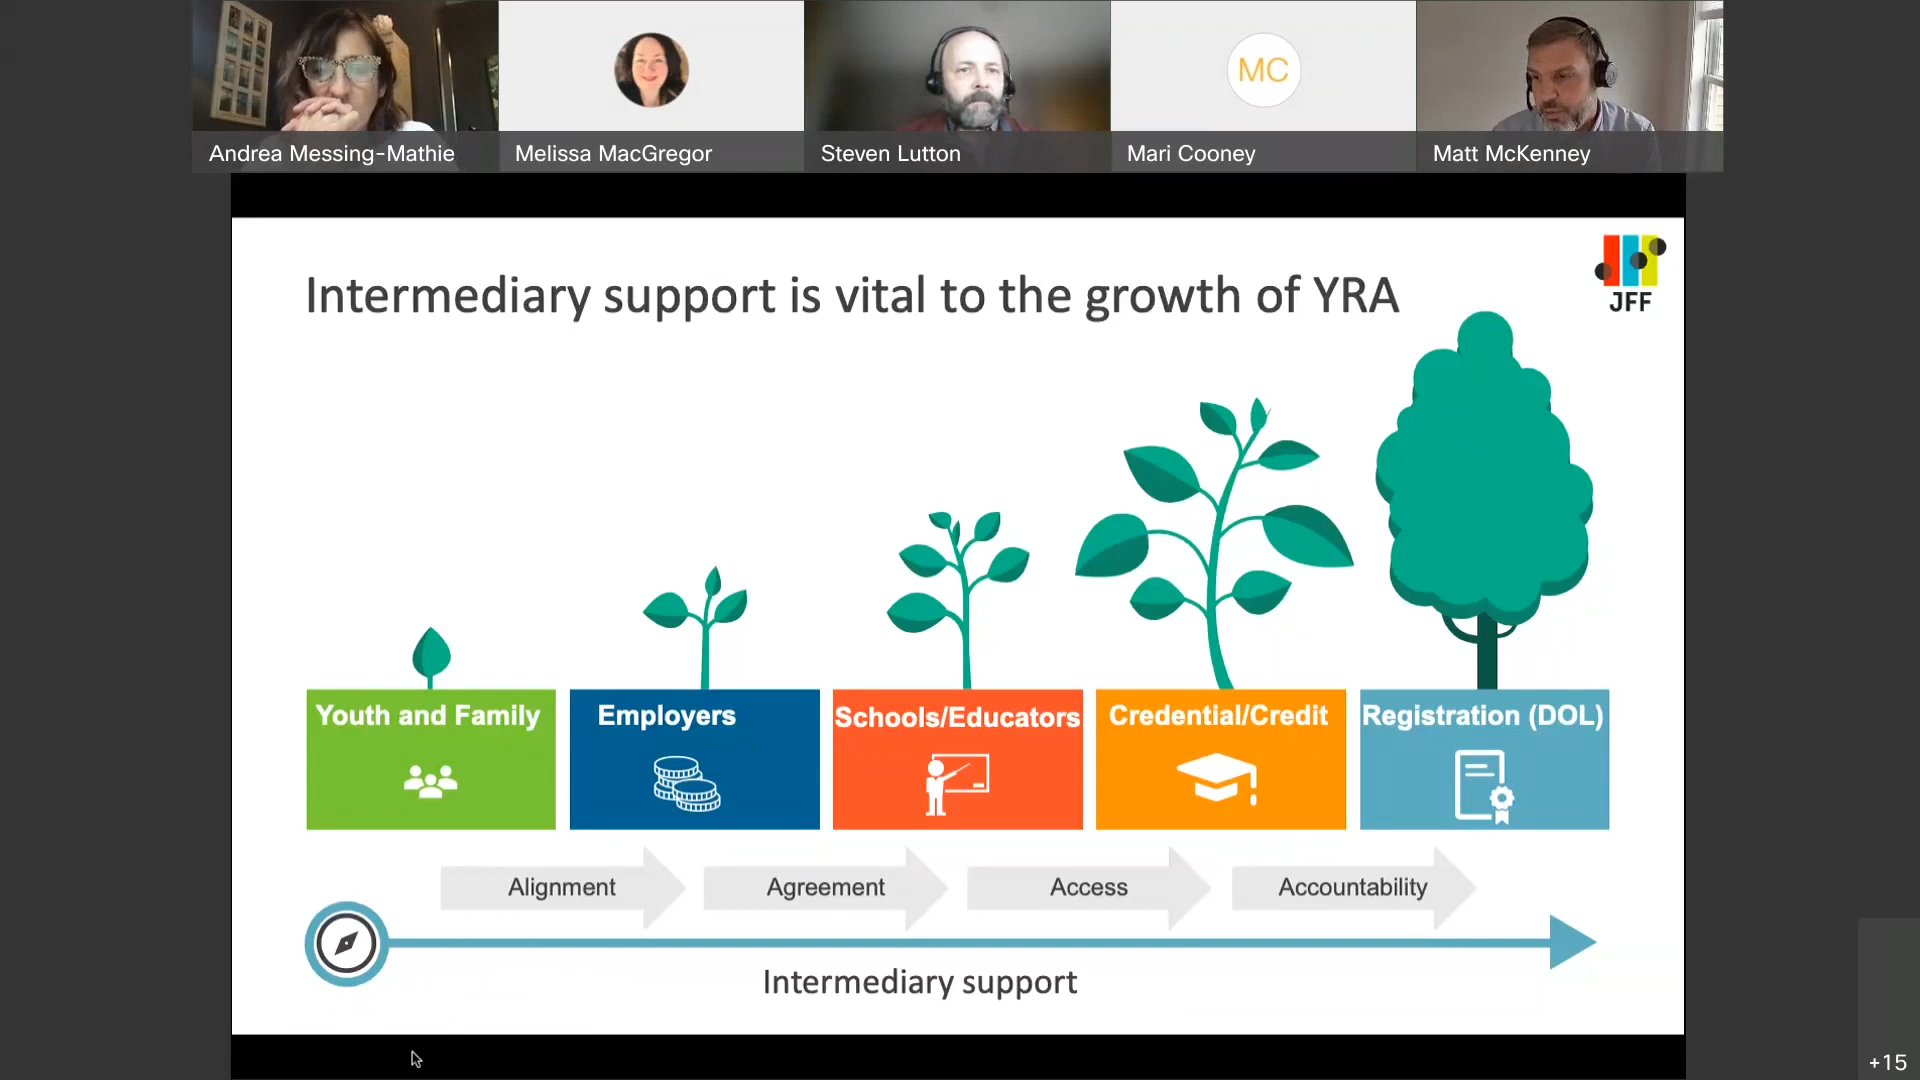 Andrea Messing-Mathie
Melissa MacGregor
Steven Lutton
MC
Mari Cooney
Matt McKenney
Intermediary support is vital to the growth of YRA
JFF
Youth and Family
Employers
Schools/Educators
Credential/Credit
Registration (DOL)
Alignment
Agreement
Access
Accountability
Intermediary support
+15